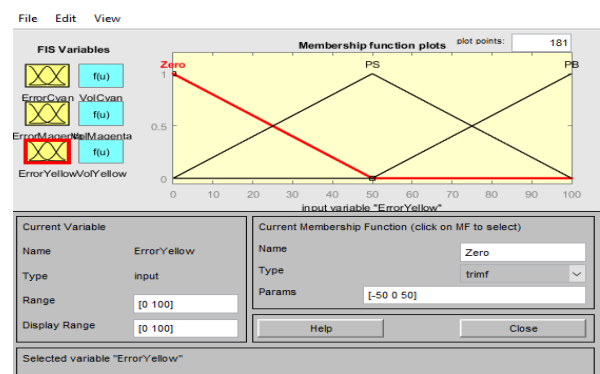 File Edit View
FIS Variables
Membership function plots
plot points:
181
f(u)
ErrorCyan VolCyan
f(u)
ErrorMagenta VolMagenta
f(u)
ErrorYellow VolYellow
Zero
PS
PB
1
0.5
0
0 10 20 30 40 50 60 70 80 90 100
input variable "ErrorYellow"
Current Variable
Name ErrorYellow
Type input
Range [0 100]
Display Range [0 100]
Current Membership Function (click on MF to select)
Name Zero
Type trimf
Params [-50 0 50]
Help Close
Selected variable "ErrorYellow"